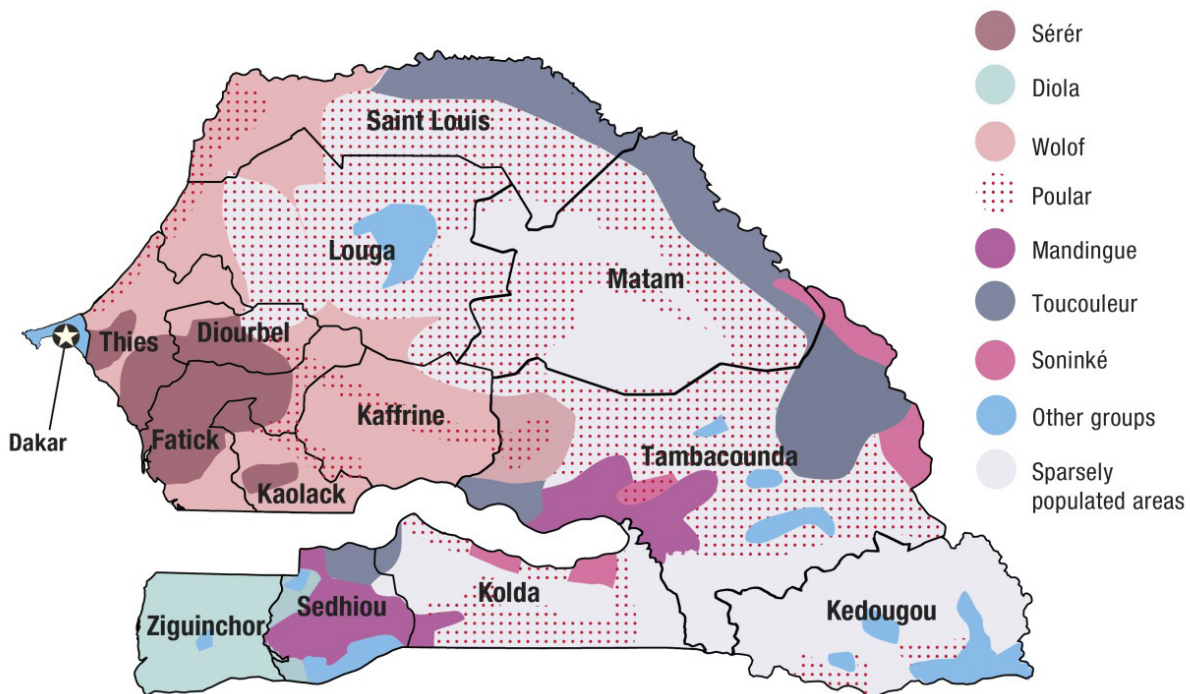 Saint Louis
Louga
Matam
Thies
Diourbel
Dakar
Fatick
Kaffrine
Kaolack
Tambacounda
Ziguinchor
Sedhiou
Kolda
Kedougou
Sérér
Diola
Wolof
Poular
Mandingue
Toucouleur
Soninké
Other groups
Sparsely
populated areas